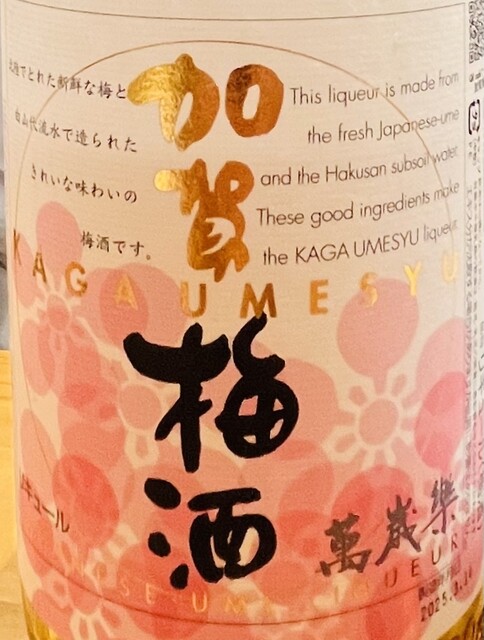 加賀
梅酒
北陸でとれた新鮮な梅と
白山伏流水で造られた
きれいな味わいの
梅酒です。
This liqueur is made from
the fresh Japanese-ume
and the Hakusan subsoil water.
These good ingredients make
the KAGA UMESYU liqueur.
KAGA UMESYU
リキュール
萬歳樂
UME LIQUEUR
2025.3.14